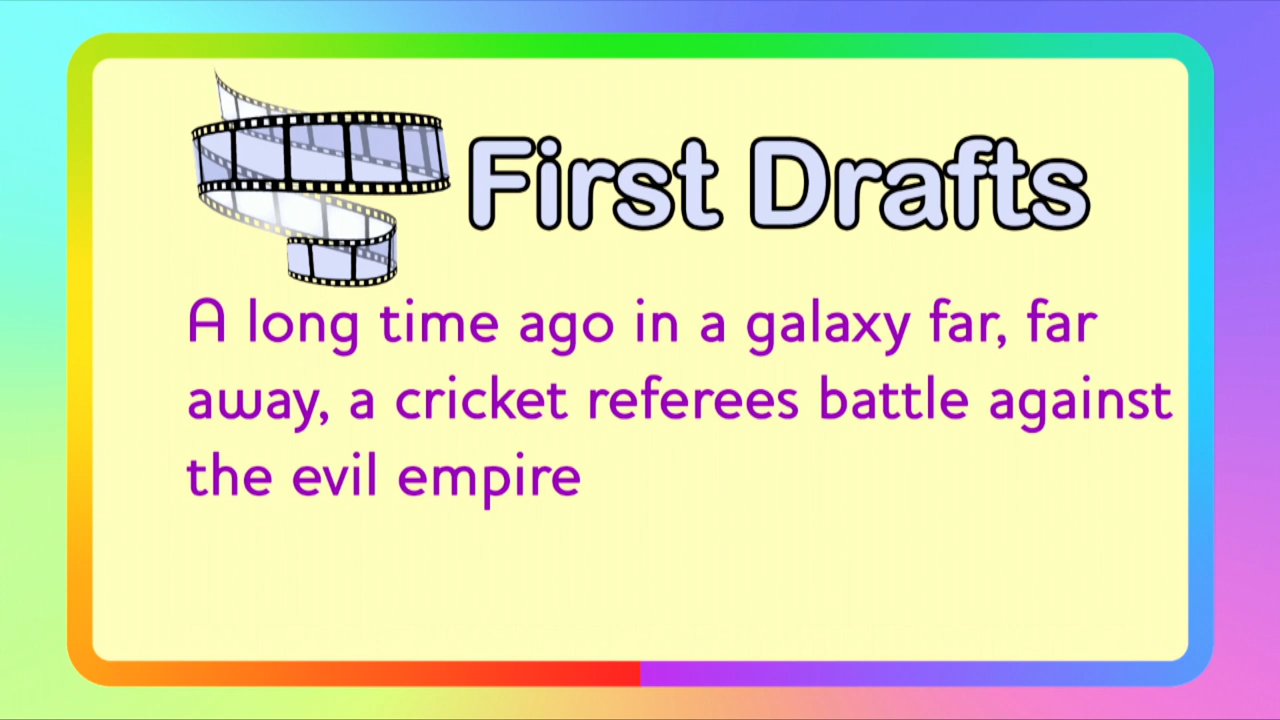 First Drafts
A long time ago in a galaxy far, far
away, a cricket referees battle against
the evil empire